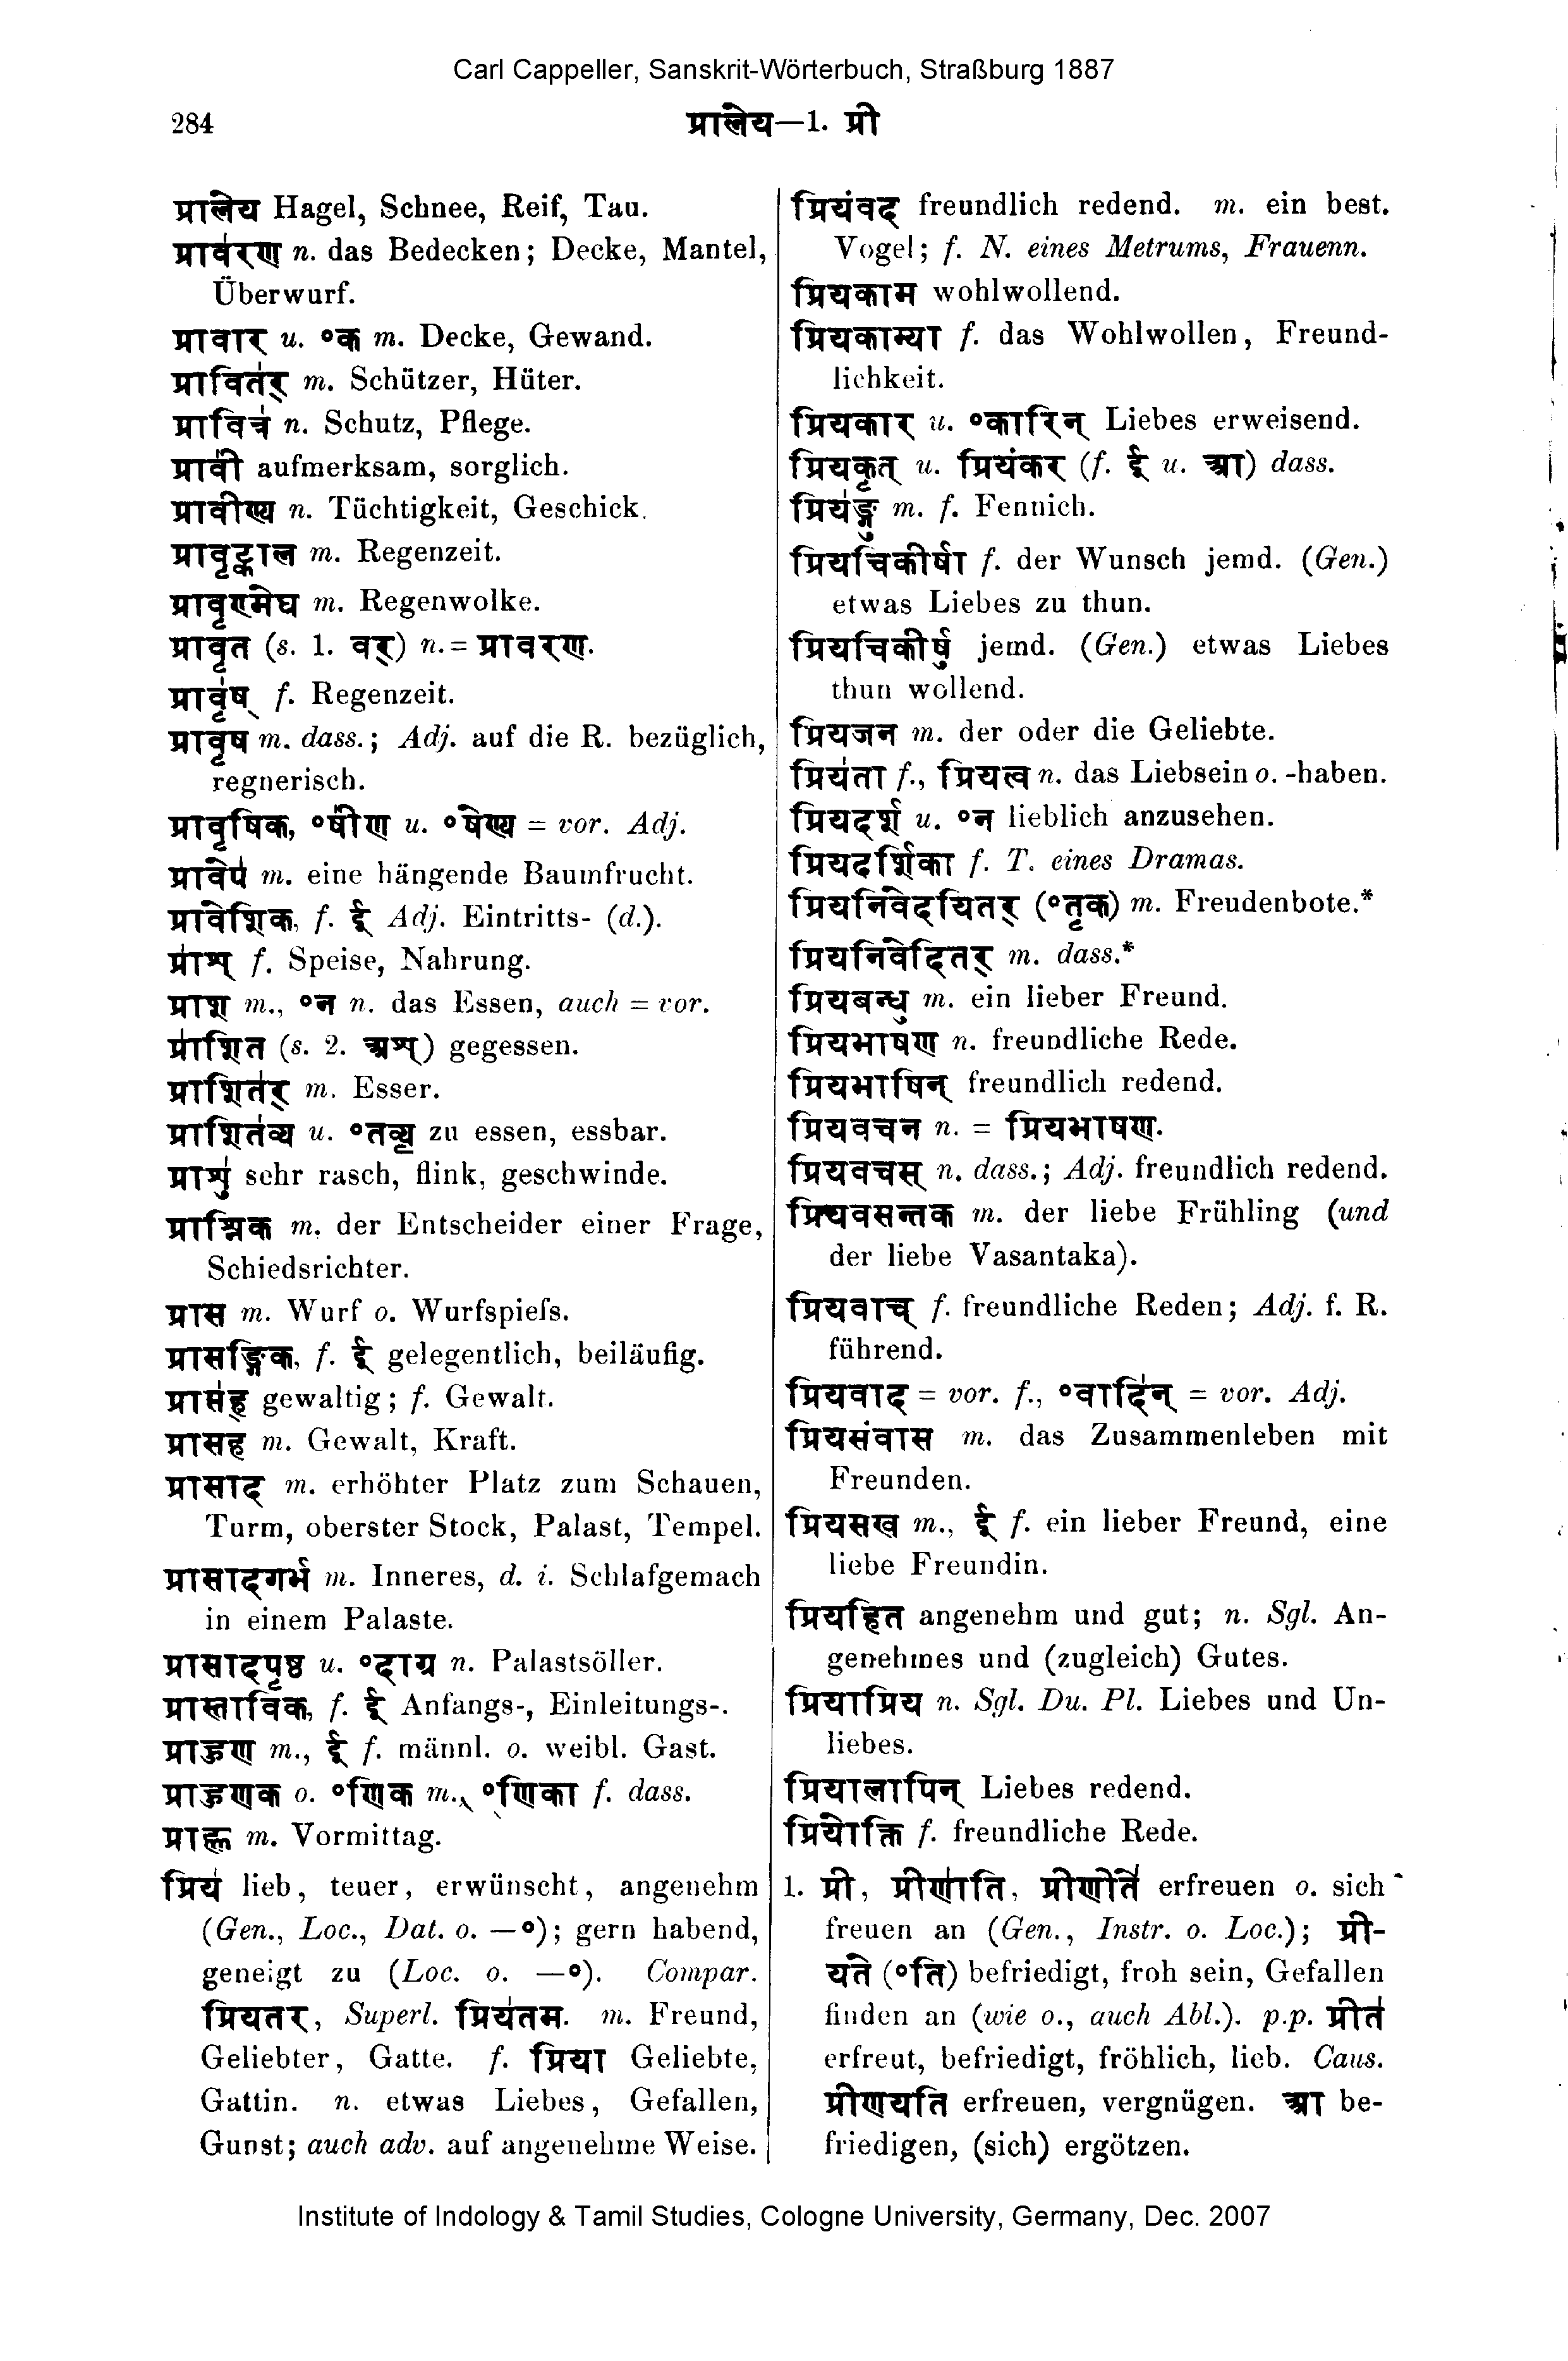 Carl Cappeller, Sanskrit-Wörterbuch, Straßburg 1887
284
प्रालेय—1. प्री
प्रालेय Hagel, Schnee, Reif, Tau.
प्राव॑रण n. das Bedecken; Decke, Mantel,
Überwurf.
प्रावार u. °क m. Decke, Gewand.
प्रावित॑र् m. Schützer, Hüter.
प्रावित्र॑ n. Schutz, Pflege.
प्रावी॑ aufmerksam, sorglich.
प्रावीण्य n. Tüchtigkeit, Geschick.
प्रावृट्काल m. Regenzeit.
प्रावृण्मेघ m. Regenwolke.
प्रावृत (s. 1. वर्) n. = प्रावरण.
प्रावृ॑ष् f. Regenzeit.
प्रावृष m. dass.; Adj. auf die R. bezüglich,
regnerisch.
प्रावृषिक, °षी॑ण u. °षेण्य = vor. Adj.
प्रावेप॑ m. eine hängende Baumfrucht.
प्रावेशिक, f. ई Adj. Eintritts- (d.).
प्रा॑श् f. Speise, Nahrung.
प्राश m., °न n. das Essen, auch = vor.
प्रा॑शित (s. 2. अश्) gegessen.
प्राशित॑र् m. Esser.
प्राशित॑व्य u. °तव्य zu essen, essbar.
प्राशु॑ sehr rasch, flink, geschwinde.
प्राश्निक m. der Entscheider einer Frage,
Schiedsrichter.
प्रास m. Wurf o. Wurfspieſs.
प्रासङ्गिक, f. ई gelegentlich, beiläufig.
प्रास॑ह् gewaltig; f. Gewalt.
प्रासह m. Gewalt, Kraft.
प्रासाद m. erhöhter Platz zum Schauen,
Turm, oberster Stock, Palast, Tempel.
प्रासादगर्भ m. Inneres, d. i. Schlafgemach
in einem Palaste.
प्रासादपृष्ठ u. °दाग्र n. Palastsöller.
प्रास्ताविक, f. ई Anfangs-, Einleitungs-.
प्राहुण m., ई f. männl. o. weibl. Gast.
प्राहुणक o. °णिक m., °णिका f. dass.
प्राह्ण m. Vormittag.
प्रिय॑ lieb, teuer, erwünscht, angenehm
(Gen., Loc., Dat. o. —°); gern habend,
geneigt zu (Loc. o. —°). Compar.
प्रियतर, Superl. प्रिय॑तम. m. Freund,
Geliebter, Gatte. f. प्रिया Geliebte,
Gattin. n. etwas Liebes, Gefallen,
Gunst; auch adv. auf angenehme Weise.
प्रियंवद freundlich redend. m. ein best.
Vogel; f. N. eines Metrums, Frauenn.
प्रियकाम wohlwollend.
प्रियकाम्या f. das Wohlwollen, Freund-
lichkeit.
प्रियकार u. °कारिन् Liebes erweisend.
प्रियकृत् u. प्रियंकर (f. ई u. आ) dass.
प्रिय॑ङ्गु m. f. Fennich.
प्रियचिकीर्षा f. der Wunsch jemd. (Gen.)
etwas Liebes zu thun.
प्रियचिकीर्षु jemd. (Gen.) etwas Liebes
thun wollend.
प्रियजन m. der oder die Geliebte.
प्रिय॑ता f., प्रियत्व n. das Liebsein o. -haben.
प्रियदर्श u. °न lieblich anzusehen.
प्रियदर्शिका f. T. eines Dramas.
प्रियनिवेदयितर् (°तृक) m. Freudenbote.*
प्रियनिवेदितर् m. dass.*
प्रियबन्धु m. ein lieber Freund.
प्रियभाषण n. freundliche Rede.
प्रियभाषिन् freundlich redend.
प्रियवचन n. = प्रियभाषण.
प्रियवचस् n. dass.; Adj. freundlich redend.
प्रियवसन्तक m. der liebe Frühling (und
der liebe Vasantaka).
प्रियवाच् f. freundliche Reden; Adj. f. R.
führend.
प्रियवाद = vor. f., °वादि॑न् = vor. Adj.
प्रियसंवास m. das Zusammenleben mit
Freunden.
प्रियसख m., ई f. ein lieber Freund, eine
liebe Freundin.
प्रियहित angenehm und gut; n. Sgl. An-
genehmes und (zugleich) Gutes.
प्रियाप्रिय n. Sgl. Du. Pl. Liebes und Un-
liebes.
प्रियालापिन् Liebes redend.
प्रियोक्ति f. freundliche Rede.
1. प्री, प्रीणा॑ति, प्रीणीते॑ erfreuen o. sich
freuen an (Gen., Instr. o. Loc.); प्री-
यते (°ति) befriedigt, froh sein, Gefallen
finden an (wie o., auch Abl.). p.p. प्रीत॑
erfreut, befriedigt, fröhlich, lieb. Caus.
प्रीणयति erfreuen, vergnügen. आ be-
friedigen, (sich) ergötzen.
Institute of Indology & Tamil Studies, Cologne University, Germany, Dec. 2007